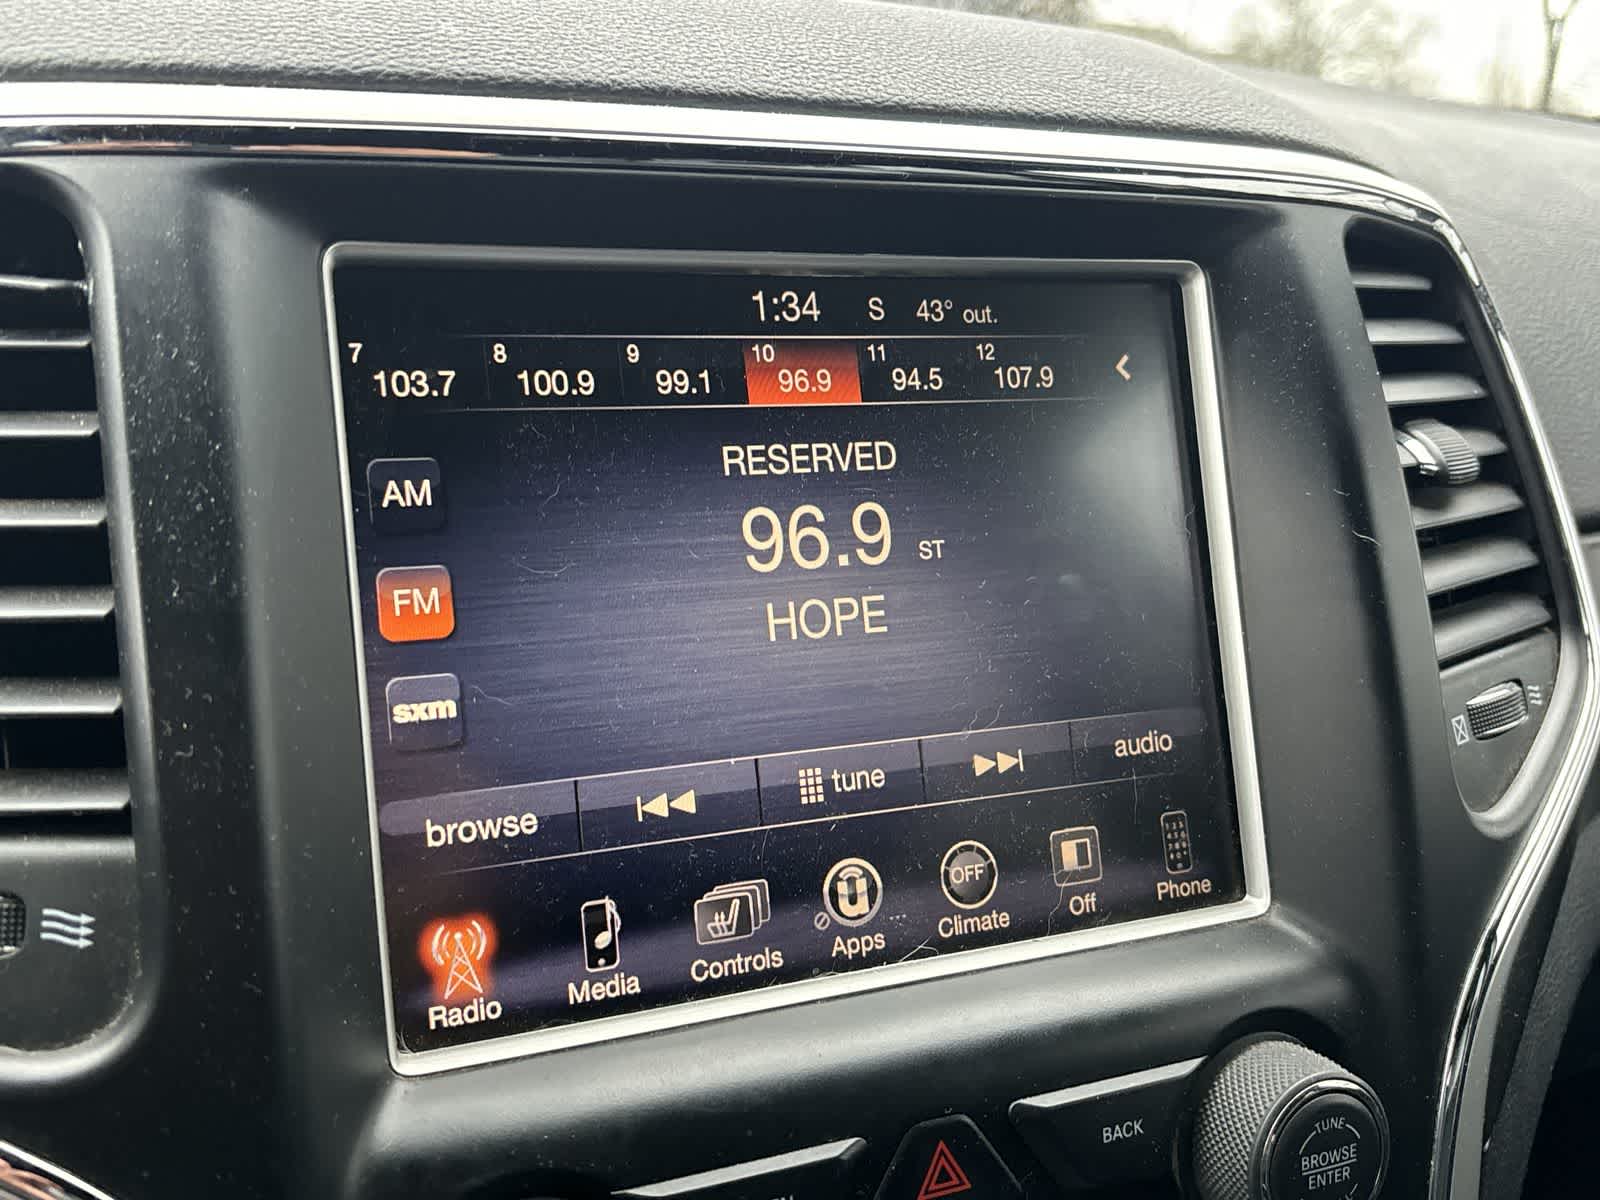 1:34 S 43° out.
7 8 9 10 11 12
103.7 100.9 99.1 96.9 94.5 107.9
RESERVED
AM
96.9 ST
FM
HOPE
sxm
browse tune audio
OFF
Radio Media Controls Apps Climate Off Phone
BACK
TUNE
BROWSE
ENTER